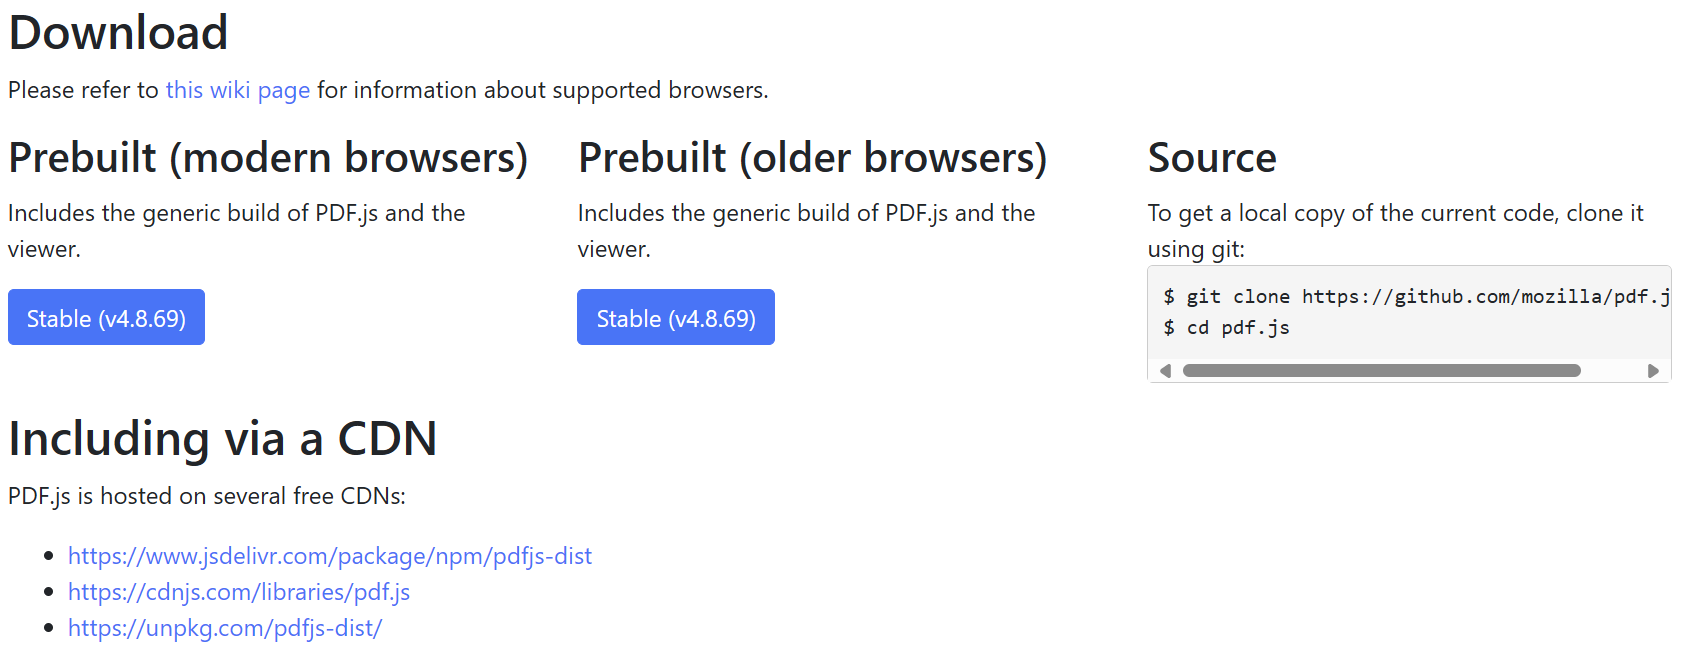 Download
Please refer to this wiki page for information about supported browsers.
Prebuilt (modern browsers)
Includes the generic build of PDF.js and the
viewer.
Stable (v4.8.69)
Prebuilt (older browsers)
Includes the generic build of PDF.js and the
viewer.
Stable (v4.8.69)
Source
To get a local copy of the current code, clone it
using git:
$ git clone https://github.com/mozilla/pdf.j
$ cd pdf.js
Including via a CDN
PDF.js is hosted on several free CDNs:
https://www.jsdelivr.com/package/npm/pdfjs-dist
https://cdnjs.com/libraries/pdf.js
https://unpkg.com/pdfjs-dist/